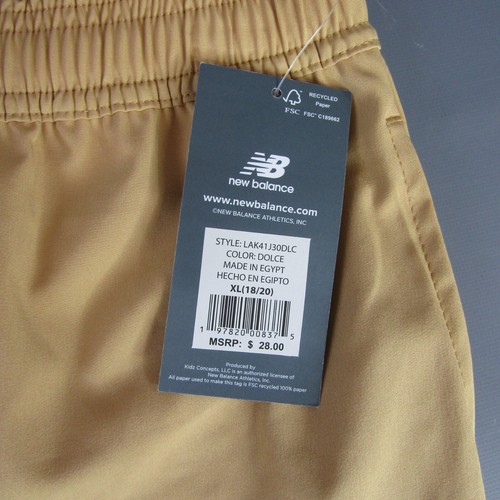 RECYCLED
Paper
FSC
FSC® C189662
NB
new balance
www.newbalance.com
©NEW BALANCE ATHLETICS, INC
STYLE: LAK41J30DLC
COLOR: DOLCE
MADE IN EGYPT
HECHO EN EGIPTO
XL(18/20)
1 97820 00837 5
MSRP: $ 28.00
Produced by
Kidz Concepts, LLC is an authorized licensee of
New Balance Athletics, Inc.
All paper used to make this tag is FSC recycled 100% paper